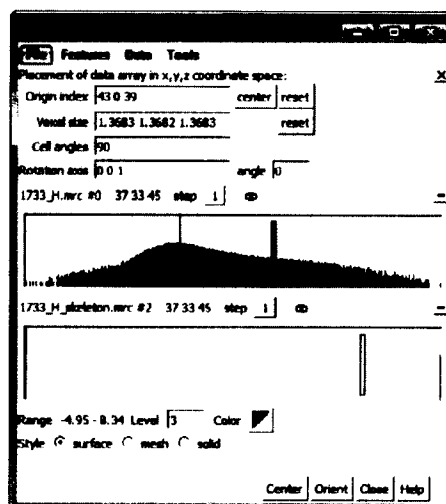 File Features Data Tools
Placement of data array in x,y,z coordinate space:
Origin index 43 0 39 center reset
Voxel size 1.3683 1.3682 1.3683 reset
Cell angles 90
Rotation axis 0 0 1 angle 0
1733_H.mrc #0 37 33 45 step 1
1733_H_skeleton.mrc #2 37 33 45 step 1
Range -4.95 - 8.34 Level 3 Color
Style surface mesh solid
Center Orient Close Help